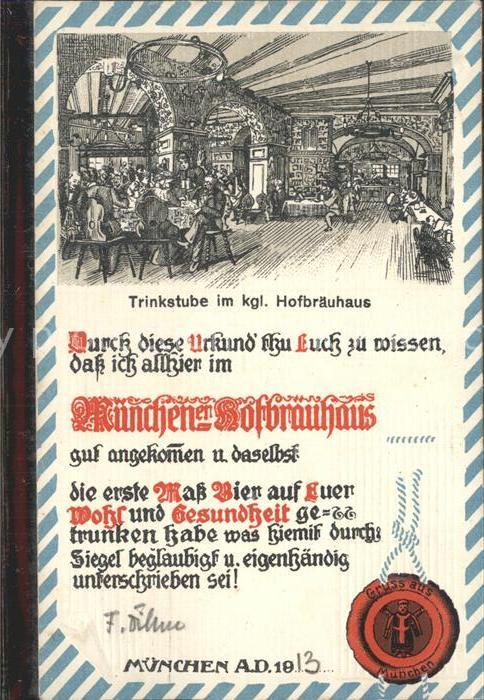 Trinkstube im kgl. Hofbräuhaus
Durch diese Urkund' thu Euch zu wissen,
daß ich allhier im
Münchener Hofbräuhaus
gut angekom̅en u. daselbst
die erste Maß Bier auf Euer
Wohl und Gesundheit ge=
trunken habe was hiemit durch
Siegel beglaubigt u. eigenhändig
unterschrieben sei!
MÜNCHEN A.D. 1913.
Gruss aus
München